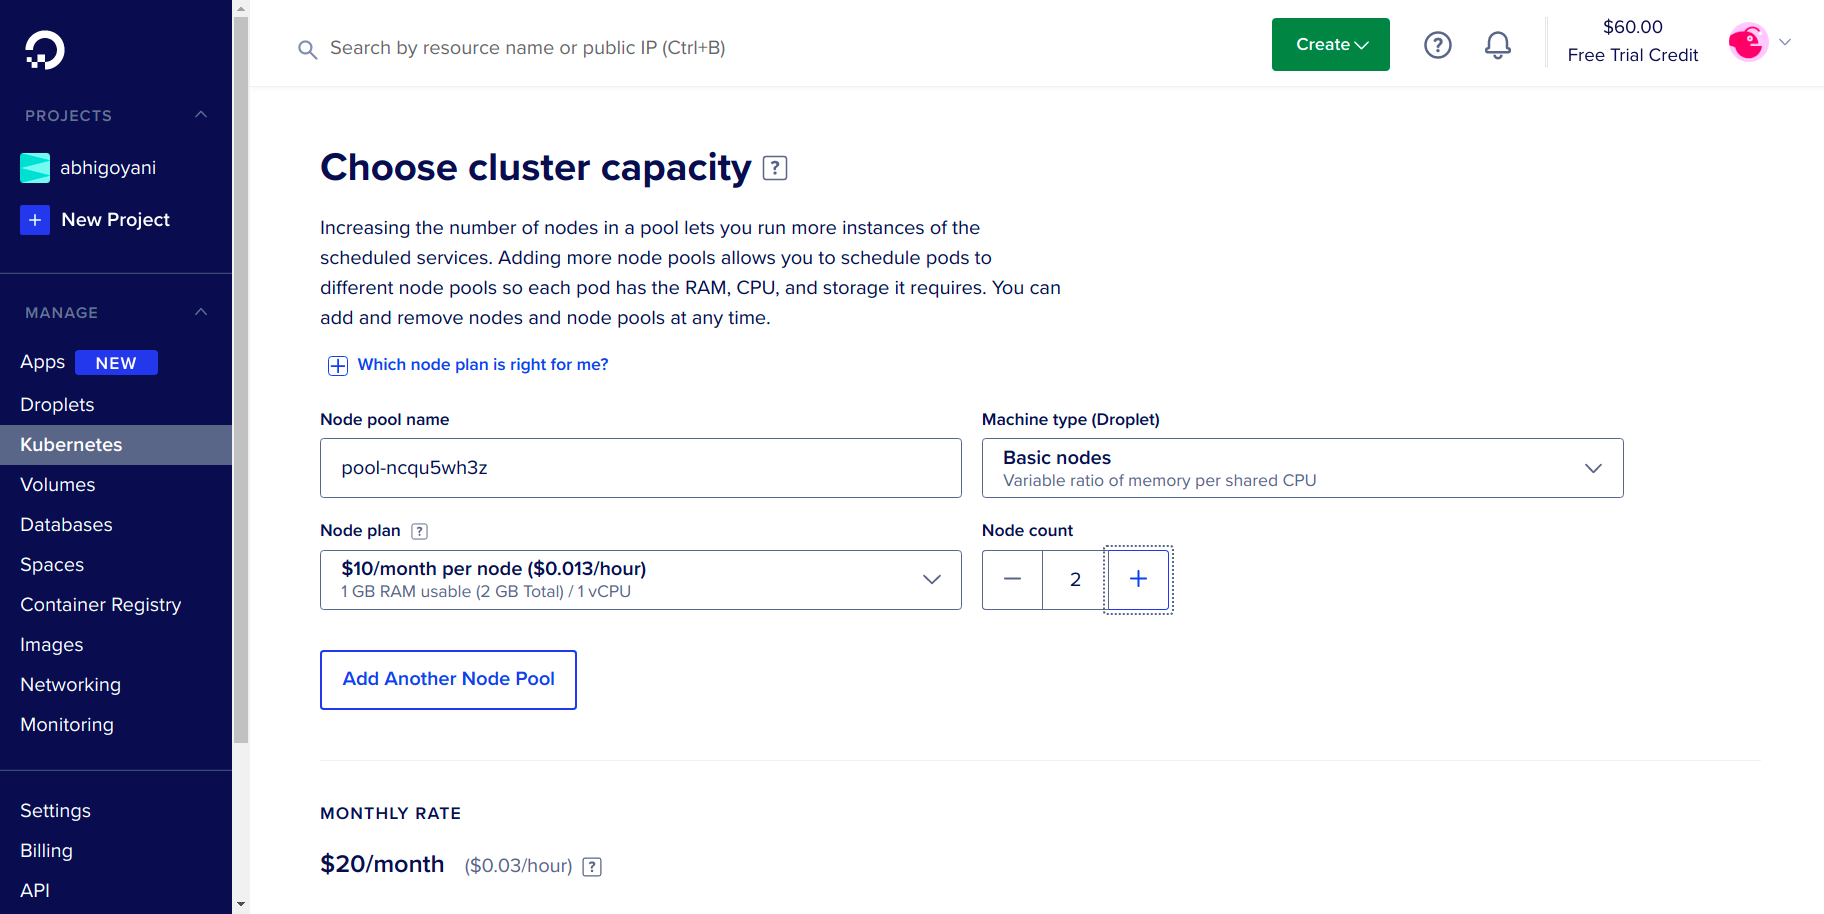 Search by resource name or public IP (Ctrl+B)
Create
?
$60.00
Free Trial Credit
PROJECTS
abhigoyani
+ New Project
MANAGE
Apps NEW
Droplets
Kubernetes
Volumes
Databases
Spaces
Container Registry
Images
Networking
Monitoring
Settings
Billing
API
Choose cluster capacity ?
Increasing the number of nodes in a pool lets you run more instances of the
scheduled services. Adding more node pools allows you to schedule pods to
different node pools so each pod has the RAM, CPU, and storage it requires. You can
add and remove nodes and node pools at any time.
Which node plan is right for me?
Node pool name
pool-ncqu5wh3z
Machine type (Droplet)
Basic nodes
Variable ratio of memory per shared CPU
Node plan ?
$10/month per node ($0.013/hour)
1 GB RAM usable (2 GB Total) / 1 vCPU
Node count
− 2 +
Add Another Node Pool
MONTHLY RATE
$20/month ($0.03/hour) ?